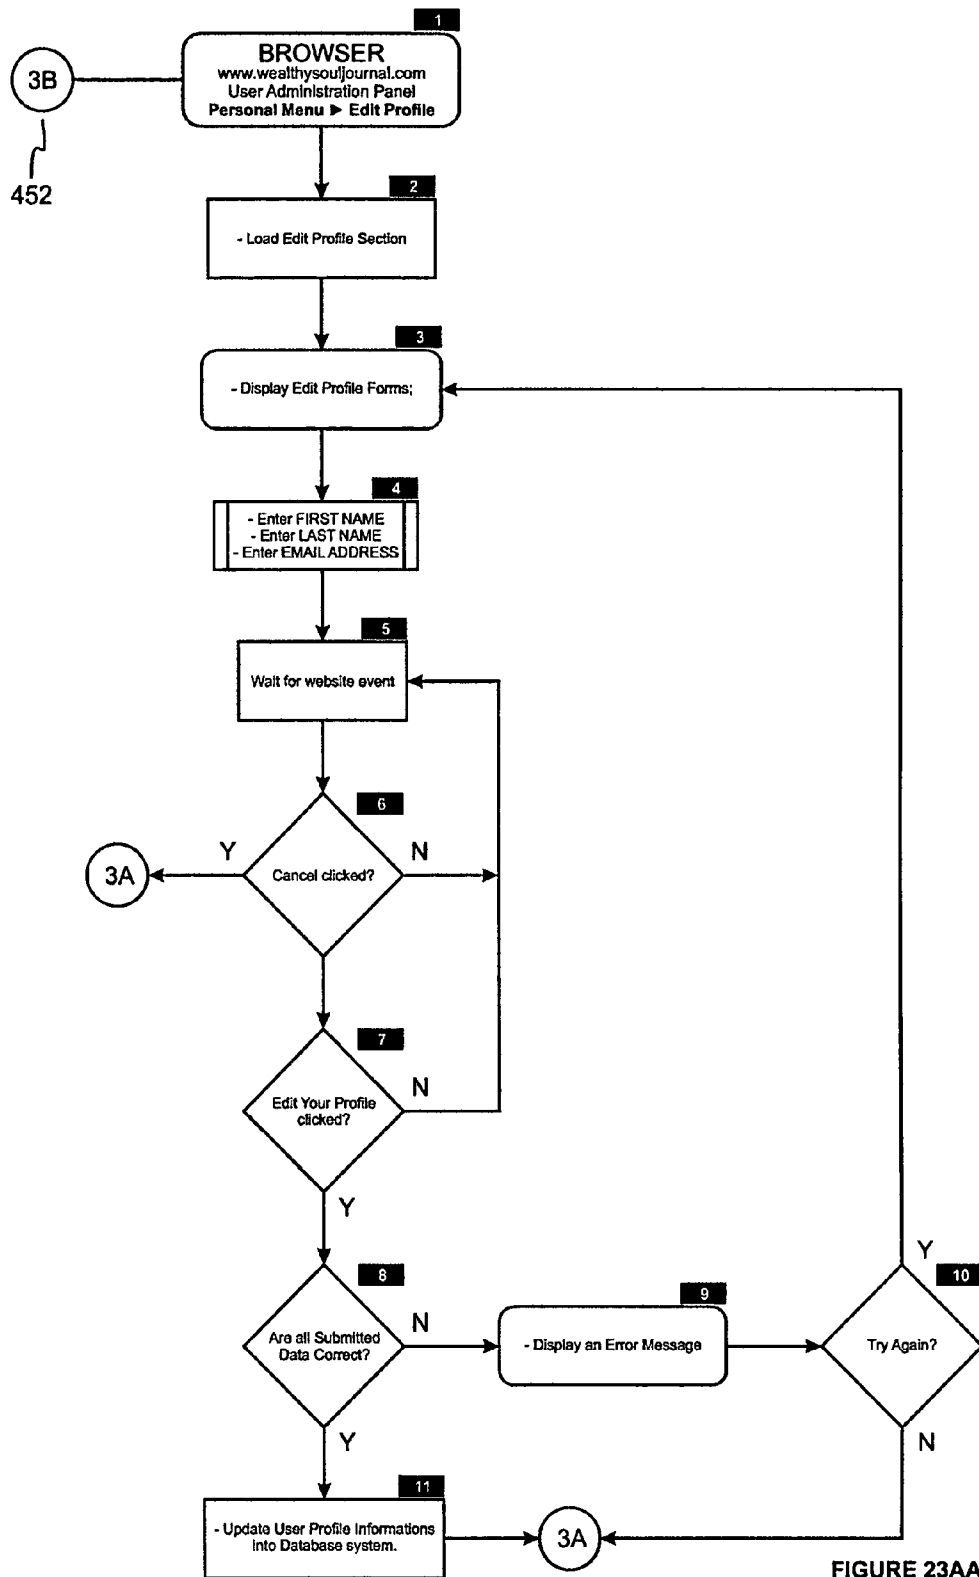 1
BROWSER
www.wealthysouljournal.com
User Administration Panel
Personal Menu ► Edit Profile
3B
452
2
- Load Edit Profile Section
3
- Display Edit Profile Forms;
4
- Enter FIRST NAME
- Enter LAST NAME
- Enter EMAIL ADDRESS
5
Wait for website event
6
Y
N
Cancel clicked?
3A
7
N
Edit Your Profile
clicked?
Y
8
N
Are all Submitted
Data Correct?
Y
9
- Display an Error Message
Y
10
Try Again?
N
11
- Update User Profile Informations
into Database system.
3A
FIGURE 23AA